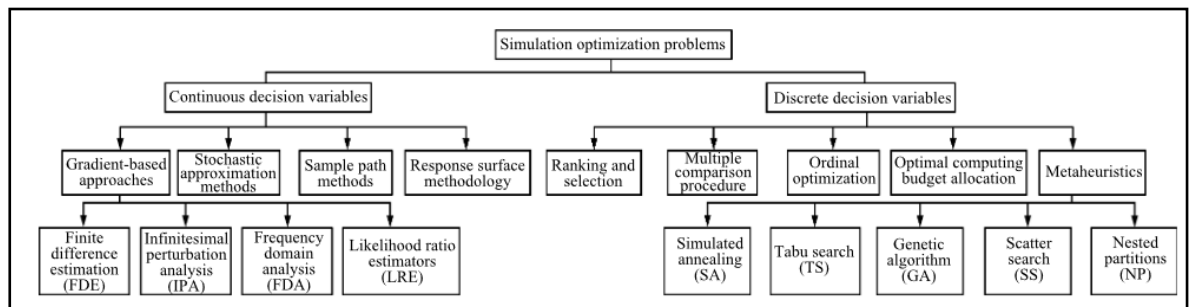 Simulation optimization problems
Continuous decision variables
Discrete decision variables
Gradient-based
approaches
Stochastic
approximation
methods
Sample path
methods
Response surface
methodology
Ranking and
selection
Multiple
comparison
procedure
Ordinal
optimization
Optimal computing
budget allocation
Metaheuristics
Finite
difference
estimation
(FDE)
Infinitesimal
perturbation
analysis
(IPA)
Frequency
domain
analysis
(FDA)
Likelihood ratio
estimators
(LRE)
Simulated
annealing
(SA)
Tabu search
(TS)
Genetic
algorithm
(GA)
Scatter
search
(SS)
Nested
partitions
(NP)